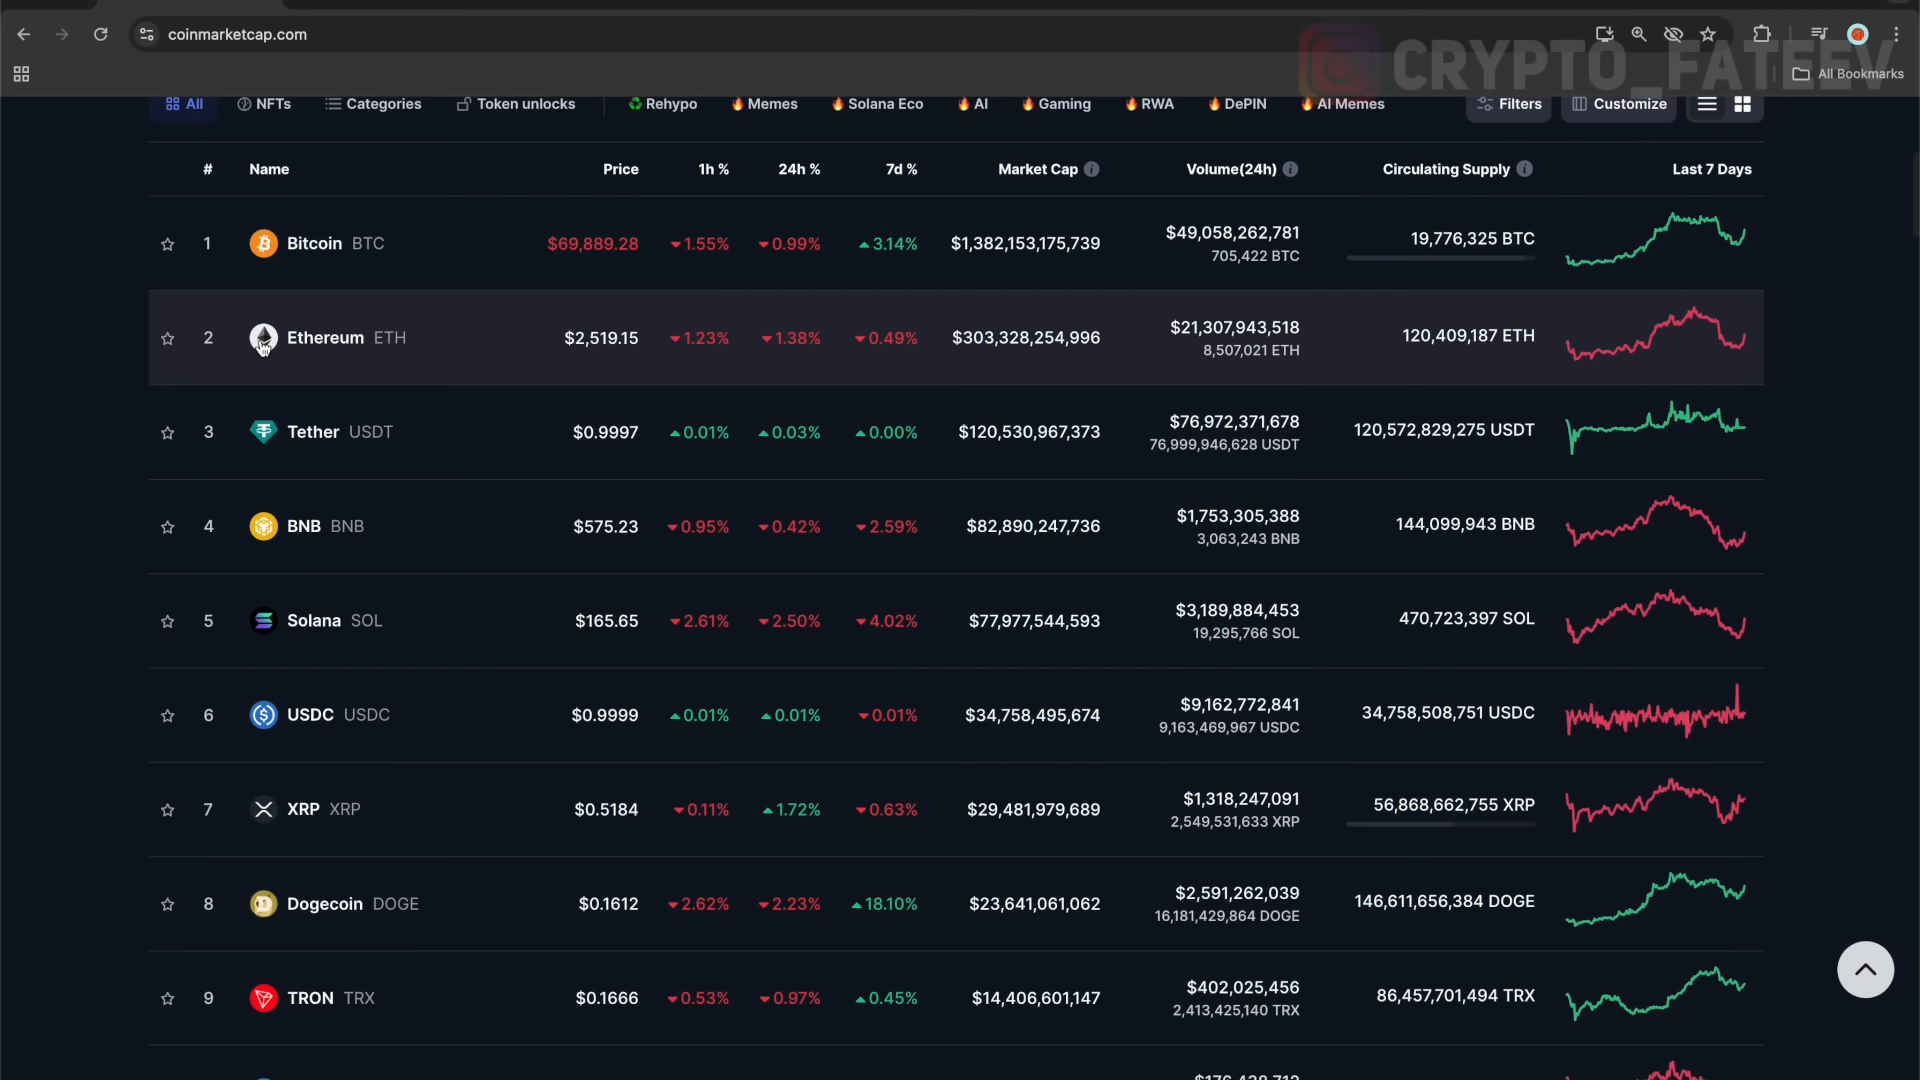 coinmarketcap.com
CRYPTO_FATEEV
All Bookmarks
All NFTs Categories Token unlocks Rehypo Memes Solana Eco AI Gaming RWA DePIN AI Memes Filters Customize
# Name Price 1h % 24h % 7d % Market Cap Volume(24h) Circulating Supply Last 7 Days
1 Bitcoin BTC $69,889.28 1.55% 0.99% 3.14% $1,382,153,175,739 $49,058,262,781 19,776,325 BTC
705,422 BTC
2 Ethereum ETH $2,519.15 1.23% 1.38% 0.49% $303,328,254,996 $21,307,943,518 120,409,187 ETH
8,507,021 ETH
3 Tether USDT $0.9997 0.01% 0.03% 0.00% $120,530,967,373 $76,972,371,678 120,572,829,275 USDT
76,999,946,628 USDT
4 BNB BNB $575.23 0.95% 0.42% 2.59% $82,890,247,736 $1,753,305,388 144,099,943 BNB
3,063,243 BNB
5 Solana SOL $165.65 2.61% 2.50% 4.02% $77,977,544,593 $3,189,884,453 470,723,397 SOL
19,295,766 SOL
6 USDC USDC $0.9999 0.01% 0.01% 0.01% $34,758,495,674 $9,162,772,841 34,758,508,751 USDC
9,163,469,967 USDC
7 XRP XRP $0.5184 0.11% 1.72% 0.63% $29,481,979,689 $1,318,247,091 56,868,662,755 XRP
2,549,531,633 XRP
8 Dogecoin DOGE $0.1612 2.62% 2.23% 18.10% $23,641,061,062 $2,591,262,039 146,611,656,384 DOGE
16,181,429,864 DOGE
9 TRON TRX $0.1666 0.53% 0.97% 0.45% $14,406,601,147 $402,025,456 86,457,701,494 TRX
2,413,425,140 TRX